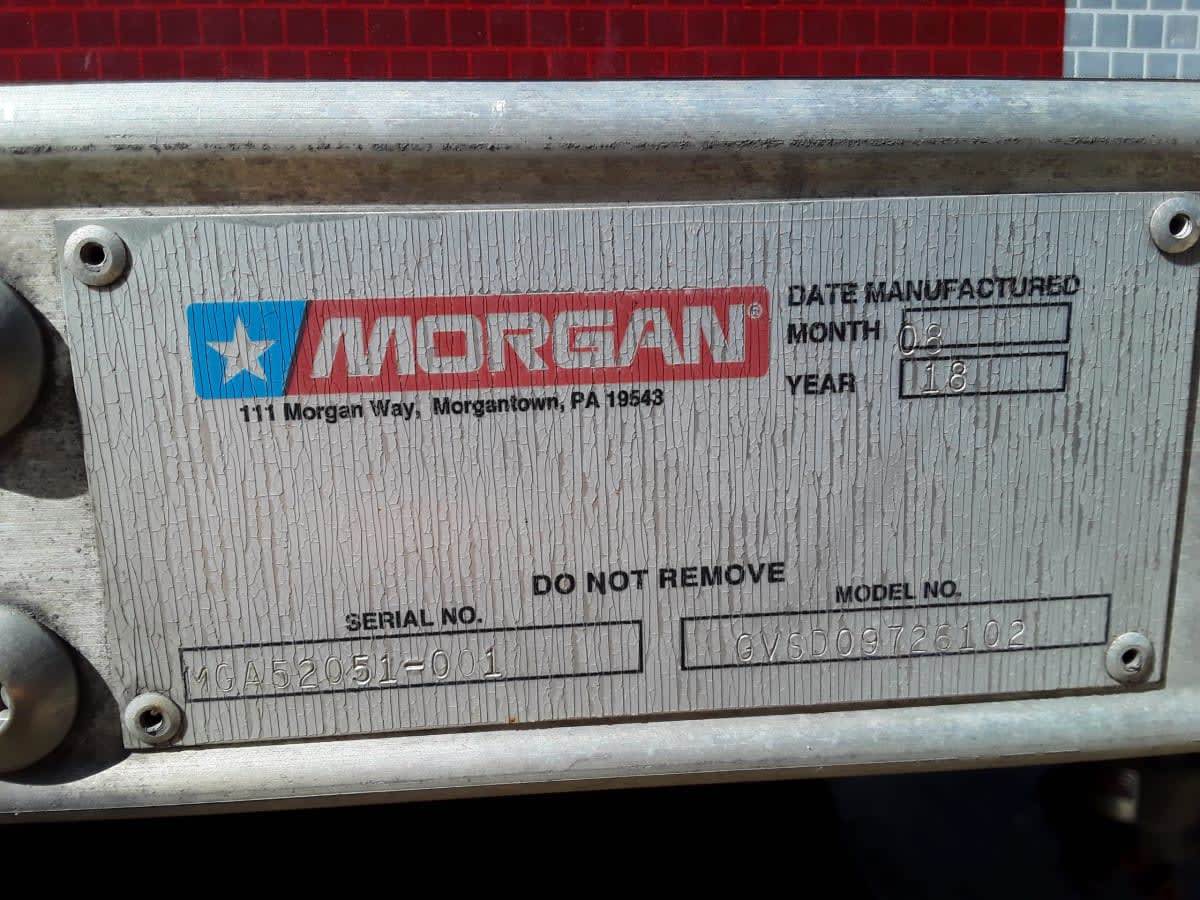 MORGAN®
111 Morgan Way, Morgantown, PA 19543
DATE MANUFACTURED
MONTH 08
YEAR 18
DO NOT REMOVE
SERIAL NO.
MGA52051-001
MODEL NO.
GVSD09726102